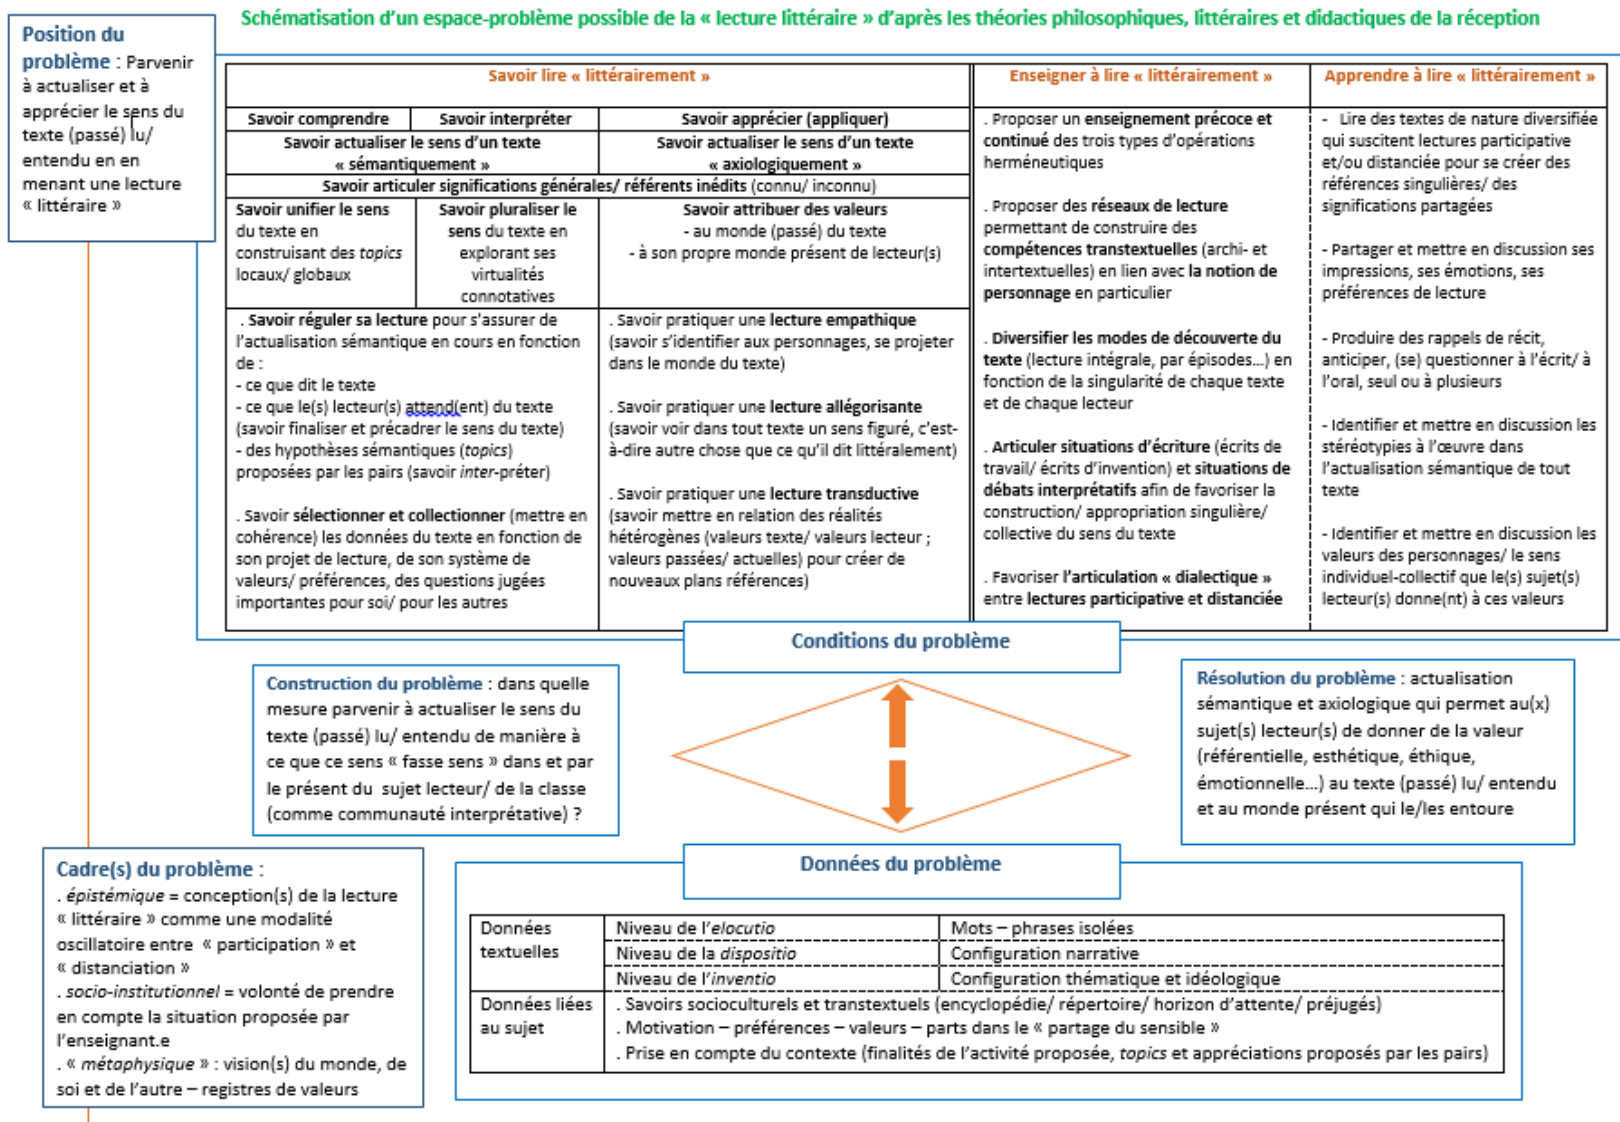 Schématisation d'un espace-problème possible de la « lecture littéraire » d'après les théories philosophiques, littéraires et didactiques de la réception
Position du
problème : Parvenir
à actualiser et à
apprécier le sens du
texte (passé) lu/
entendu en en
menant une lecture
« littéraire »
Savoir lire « littérairement »
Savoir comprendre
Savoir interpréter
Savoir apprécier (appliquer)
Savoir actualiser le sens d'un texte
« sémantiquement »
Savoir actualiser le sens d'un texte
« axiologiquement »
Savoir articuler significations générales/ référents inédits (connu/ inconnu)
Savoir unifier le sens
du texte en
construisant des topics
locaux/ globaux
Savoir pluraliser le
sens du texte en
explorant ses
virtualités
connotatives
Savoir attribuer des valeurs
- au monde (passé) du texte
- à son propre monde présent de lecteur(s)
. Savoir réguler sa lecture pour s'assurer de
l'actualisation sémantique en cours en fonction
de :
- ce que dit le texte
- ce que le(s) lecteur(s) attend(ent) du texte
(savoir finaliser et précadrer le sens du texte)
- des hypothèses sémantiques (topics)
proposées par les pairs (savoir inter-préter)
. Savoir sélectionner et collectionner (mettre en
cohérence) les données du texte en fonction de
son projet de lecture, de son système de
valeurs/ préférences, des questions jugées
importantes pour soi/ pour les autres
. Savoir pratiquer une lecture empathique
(savoir s'identifier aux personnages, se projeter
dans le monde du texte)
. Savoir pratiquer une lecture allégorisante
(savoir voir dans tout texte un sens figuré, c'est-
à-dire autre chose que ce qu'il dit littéralement)
. Savoir pratiquer une lecture transductive
(savoir mettre en relation des réalités
hétérogènes (valeurs texte/ valeurs lecteur ;
valeurs passées/ actuelles) pour créer de
nouveaux plans références)
Enseigner à lire « littérairement »
. Proposer un enseignement précoce et
continué des trois types d'opérations
herméneutiques
. Proposer des réseaux de lecture
permettant de construire des
compétences transtextuelles (archi- et
intertextuelles) en lien avec la notion de
personnage en particulier
. Diversifier les modes de découverte du
texte (lecture intégrale, par épisodes…) en
fonction de la singularité de chaque texte
et de chaque lecteur
. Articuler situations d'écriture (écrits de
travail/ écrits d'invention) et situations de
débats interprétatifs afin de favoriser la
construction/ appropriation singulière/
collective du sens du texte
. Favoriser l'articulation « dialectique »
entre lectures participative et distanciée
Apprendre à lire « littérairement »
- Lire des textes de nature diversifiée
qui suscitent lectures participative
et/ou distanciée pour se créer des
références singulières/ des
significations partagées
- Partager et mettre en discussion ses
impressions, ses émotions, ses
préférences de lecture
- Produire des rappels de récit,
anticiper, (se) questionner à l'écrit/ à
l'oral, seul ou à plusieurs
- Identifier et mettre en discussion les
stéréotypies à l'œuvre dans
l'actualisation sémantique de tout
texte
- Identifier et mettre en discussion les
valeurs des personnages/ le sens
individuel-collectif que le(s) sujet(s)
lecteur(s) donne(nt) à ces valeurs
Conditions du problème
Construction du problème : dans quelle
mesure parvenir à actualiser le sens du
texte (passé) lu/ entendu de manière à
ce que ce sens « fasse sens » dans et par
le présent du sujet lecteur/ de la classe
(comme communauté interprétative) ?
Résolution du problème : actualisation
sémantique et axiologique qui permet au(x)
sujet(s) lecteur(s) de donner de la valeur
(référentielle, esthétique, éthique,
émotionnelle…) au texte (passé) lu/ entendu
et au monde présent qui le/les entoure
Cadre(s) du problème :
. épistémique = conception(s) de la lecture
« littéraire » comme une modalité
oscillatoire entre « participation » et
« distanciation »
. socio-institutionnel = volonté de prendre
en compte la situation proposée par
l'enseignant.e
. « métaphysique » : vision(s) du monde, de
soi et de l'autre – registres de valeurs
Données du problème
Données
textuelles
Niveau de l'elocutio
Mots – phrases isolées
Niveau de la dispositio
Configuration narrative
Niveau de l'inventio
Configuration thématique et idéologique
Données liées
au sujet
. Savoirs socioculturels et transtextuels (encyclopédie/ répertoire/ horizon d'attente/ préjugés)
. Motivation – préférences – valeurs – parts dans le « partage du sensible »
. Prise en compte du contexte (finalités de l'activité proposée, topics et appréciations proposés par les pairs)